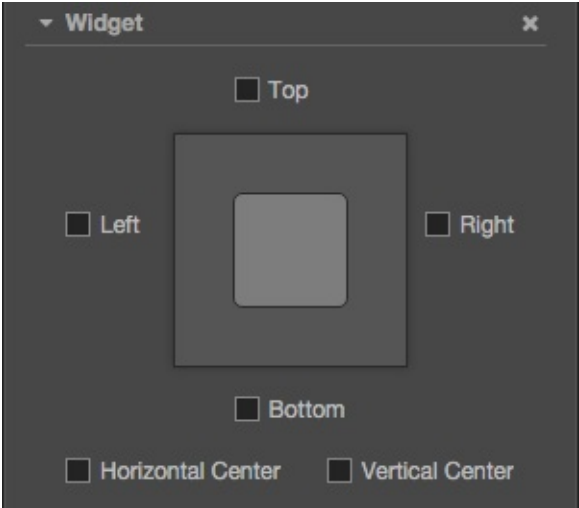 Widget
Top
Left
Right
Bottom
Horizontal Center
Vertical Center